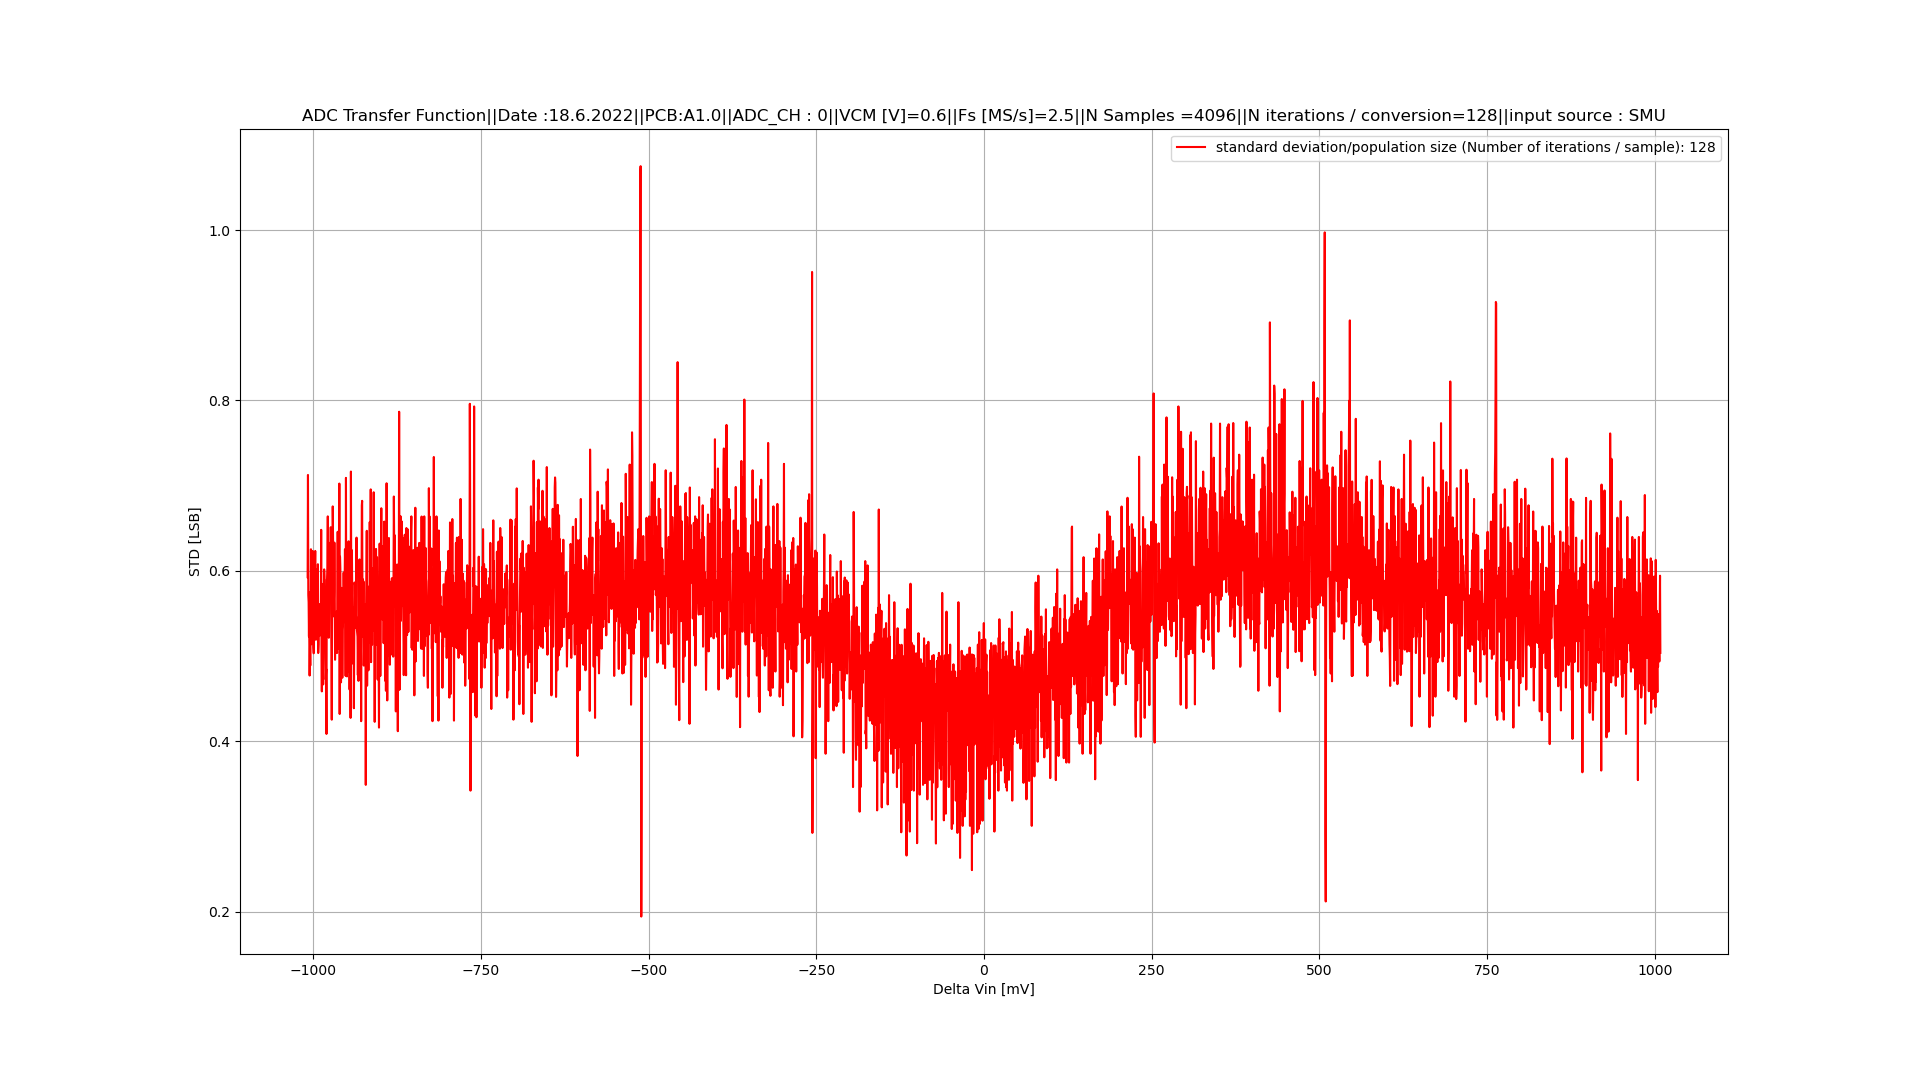 ADC Transfer Function||Date :18.6.2022||PCB:A1.0||ADC_CH : 0||VCM [V]=0.6||Fs [MS/s]=2.5||N Samples =4096||N iterations / conversion=128||input source : SMU
standard deviation/population size (Number of iterations / sample): 128
1.0
0.8
0.6
0.4
0.2
STD [LSB]
−1000 −750 −500 −250 0 250 500 750 1000
Delta Vin [mV]